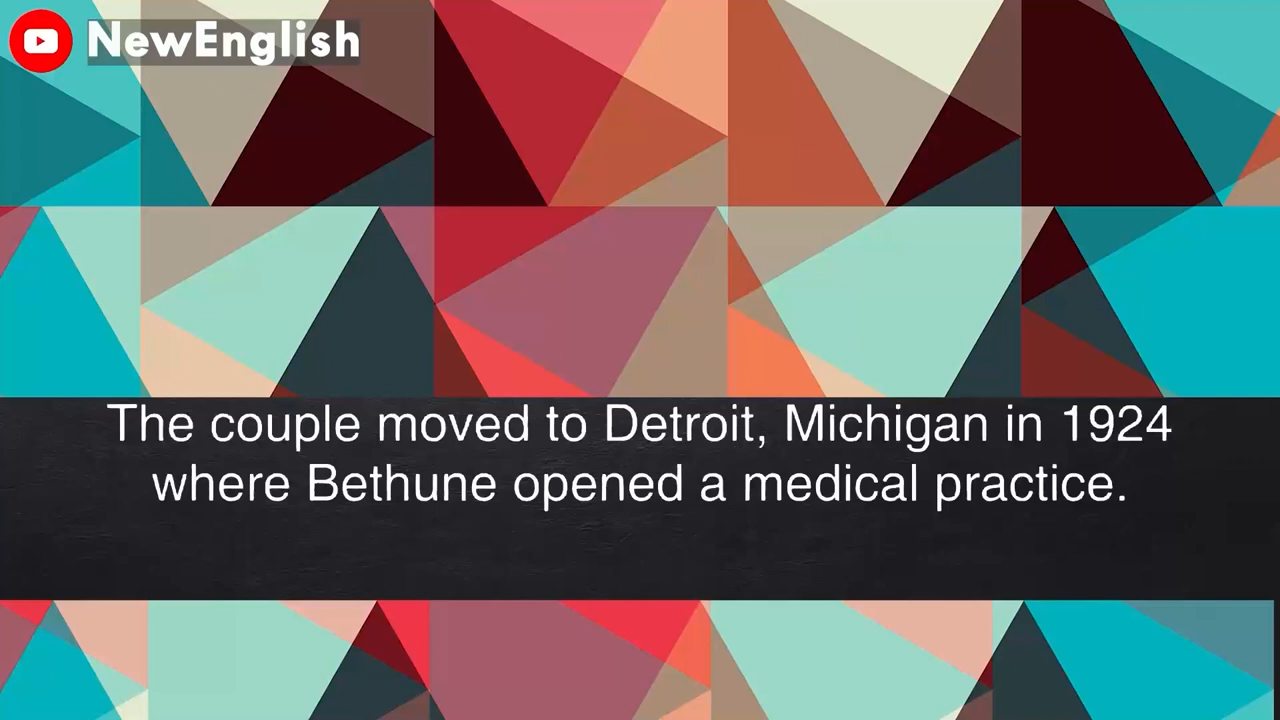 NewEnglish
The couple moved to Detroit, Michigan in 1924
where Bethune opened a medical practice.